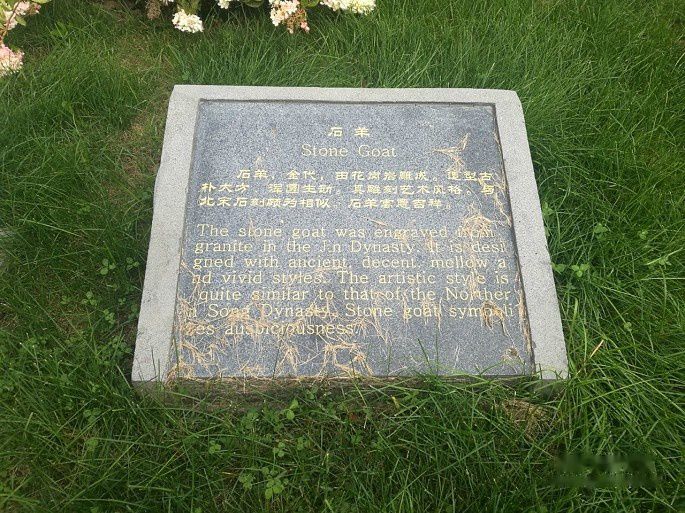 石羊
Stone Goat
石羊，金代，由花岗岩雕成，造型古
朴大方，浑圆生动。其雕刻艺术风格，与
北宋石刻颇为相似。石羊寓意吉祥。
The stone goat was engraved from
granite in the Jin Dynasty. It is desi
gned with ancient, decent, mellow a
nd vivid styles. The artistic style is
quite similar to that of the Norther
n Song Dynasty. Stone goat symboli
zes auspiciousness.